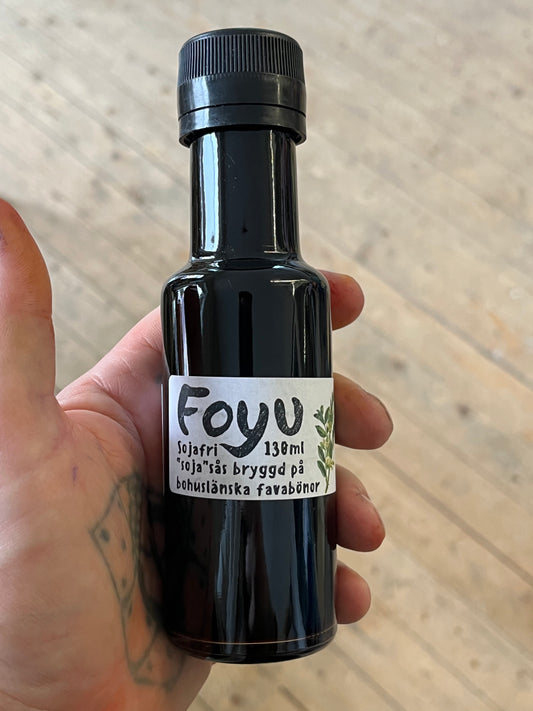 Foyu
Sojafri 130ml
"soja"sås bryggd på
bohuslänska favabönor